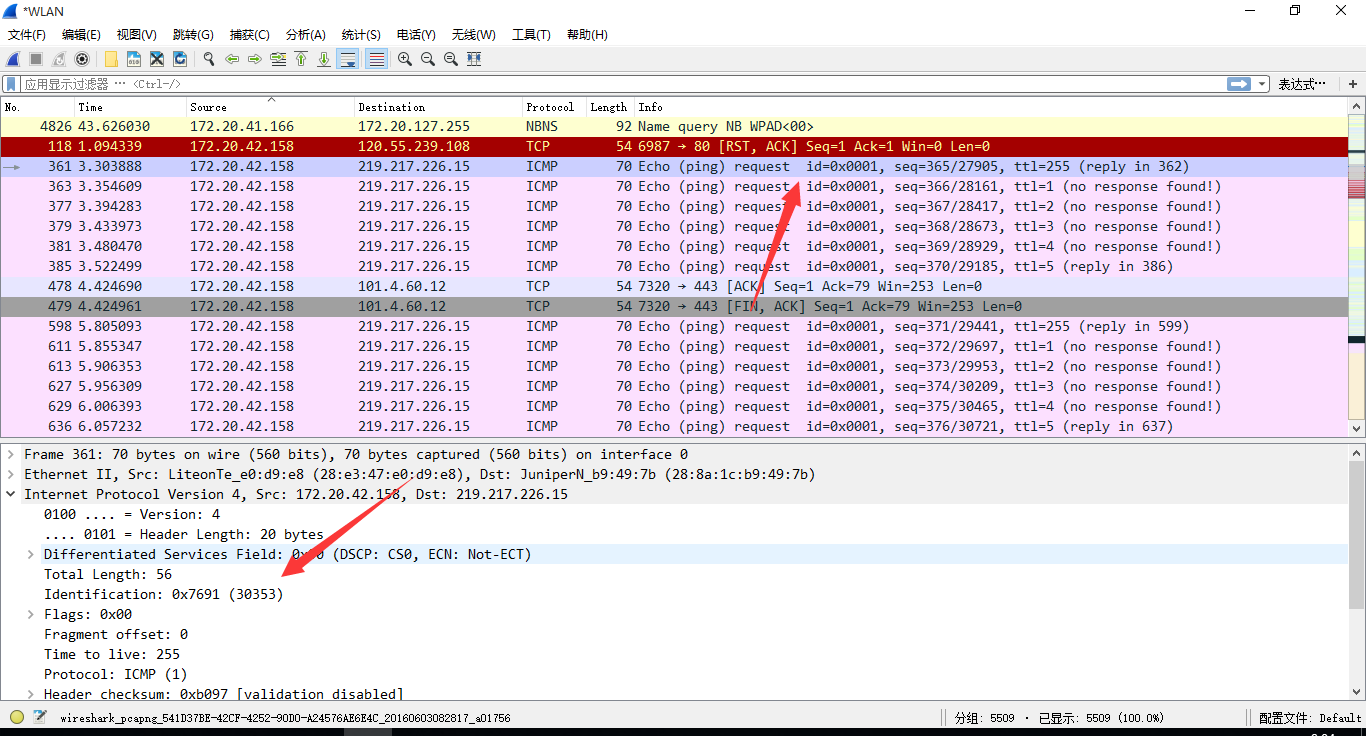 *WLAN
文件(F) 编辑(E) 视图(V) 跳转(G) 捕获(C) 分析(A) 统计(S) 电话(Y) 无线(W) 工具(T) 帮助(H)
应用显示过滤器 … <Ctrl-/> 表达式… +
No. Time Source Destination Protocol Length Info
4826 43.626030 172.20.41.166 172.20.127.255 NBNS 92 Name query NB WPAD<00>
118 1.094339 172.20.42.158 120.55.239.108 TCP 54 6987 → 80 [RST, ACK] Seq=1 Ack=1 Win=0 Len=0
361 3.303888 172.20.42.158 219.217.226.15 ICMP 70 Echo (ping) request id=0x0001, seq=365/27905, ttl=255 (reply in 362)
363 3.354609 172.20.42.158 219.217.226.15 ICMP 70 Echo (ping) request id=0x0001, seq=366/28161, ttl=1 (no response found!)
377 3.394283 172.20.42.158 219.217.226.15 ICMP 70 Echo (ping) request id=0x0001, seq=367/28417, ttl=2 (no response found!)
379 3.433973 172.20.42.158 219.217.226.15 ICMP 70 Echo (ping) request id=0x0001, seq=368/28673, ttl=3 (no response found!)
381 3.480470 172.20.42.158 219.217.226.15 ICMP 70 Echo (ping) request id=0x0001, seq=369/28929, ttl=4 (no response found!)
385 3.522499 172.20.42.158 219.217.226.15 ICMP 70 Echo (ping) request id=0x0001, seq=370/29185, ttl=5 (reply in 386)
478 4.424690 172.20.42.158 101.4.60.12 TCP 54 7320 → 443 [ACK] Seq=1 Ack=79 Win=253 Len=0
479 4.424961 172.20.42.158 101.4.60.12 TCP 54 7320 → 443 [FIN, ACK] Seq=1 Ack=79 Win=253 Len=0
598 5.805093 172.20.42.158 219.217.226.15 ICMP 70 Echo (ping) request id=0x0001, seq=371/29441, ttl=255 (reply in 599)
611 5.855347 172.20.42.158 219.217.226.15 ICMP 70 Echo (ping) request id=0x0001, seq=372/29697, ttl=1 (no response found!)
613 5.906353 172.20.42.158 219.217.226.15 ICMP 70 Echo (ping) request id=0x0001, seq=373/29953, ttl=2 (no response found!)
627 5.956309 172.20.42.158 219.217.226.15 ICMP 70 Echo (ping) request id=0x0001, seq=374/30209, ttl=3 (no response found!)
629 6.006393 172.20.42.158 219.217.226.15 ICMP 70 Echo (ping) request id=0x0001, seq=375/30465, ttl=4 (no response found!)
636 6.057232 172.20.42.158 219.217.226.15 ICMP 70 Echo (ping) request id=0x0001, seq=376/30721, ttl=5 (reply in 637)
Frame 361: 70 bytes on wire (560 bits), 70 bytes captured (560 bits) on interface 0
Ethernet II, Src: LiteonTe_e0:d9:e8 (28:e3:47:e0:d9:e8), Dst: JuniperN_b9:49:7b (28:8a:1c:b9:49:7b)
Internet Protocol Version 4, Src: 172.20.42.158, Dst: 219.217.226.15
0100 .... = Version: 4
.... 0101 = Header Length: 20 bytes
Differentiated Services Field: 0x00 (DSCP: CS0, ECN: Not-ECT)
Total Length: 56
Identification: 0x7691 (30353)
Flags: 0x00
Fragment offset: 0
Time to live: 255
Protocol: ICMP (1)
Header checksum: 0xb097 [validation disabled]
wireshark_pcapng_541D37BE-42CF-4252-90D0-A24576AE6E4C_20160603082817_a01756 分组: 5509 · 已显示: 5509 (100.0%) 配置文件: Default